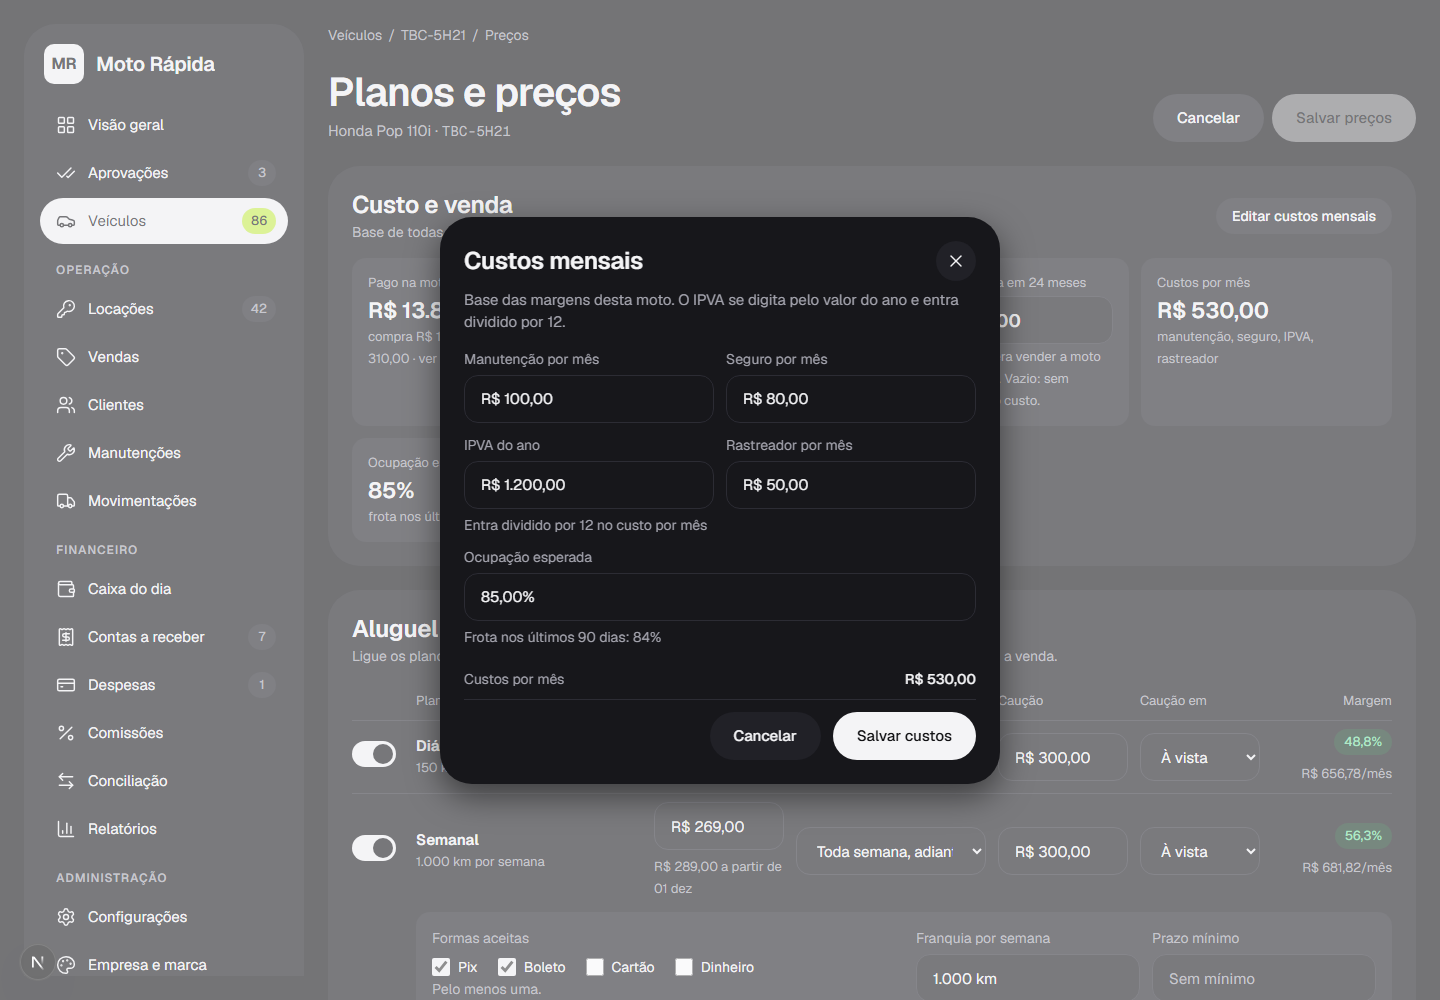 MR
Moto Rápida
Visão geral
Aprovações 3
Veículos 86
OPERAÇÃO
Locações 42
Vendas
Clientes
Manutenções
Movimentações
FINANCEIRO
Caixa do dia
Contas a receber 7
Despesas 1
Comissões
Conciliação
Relatórios
ADMINISTRAÇÃO
Configurações
Empresa e marca
N
Veículos / TBC-5H21 / Preços
Planos e preços
Honda Pop 110i · TBC-5H21
Cancelar
Salvar preços
Custo e venda
Base de todas
Editar custos mensais
Pago na
R$ 13.8
compra R$ 1
310,00 · ver
em 24 meses
00
vender a moto
Vazio: sem
custo.
Custos por mês
R$ 530,00
manutenção, seguro, IPVA,
rastreador
Ocupação e
85%
frota nos
Custos mensais
Base das margens desta moto. O IPVA se digita pelo valor do ano e entra
dividido por 12.
Manutenção por mês
R$ 100,00
Seguro por mês
R$ 80,00
IPVA do ano
R$ 1.200,00
Rastreador por mês
R$ 50,00
Entra dividido por 12 no custo por mês
Ocupação esperada
85,00%
Frota nos últimos 90 dias: 84%
Custos por mês
R$ 530,00
Cancelar
Salvar custos
Aluguel
Ligue os
a venda.
Caução
Caução em
Margem
150
R$ 300,00
À vista
48,8%
R$ 656,78/mês
Semanal
1.000 km por semana
R$ 269,00
R$ 289,00 a partir de
01 dez
Toda semana, adian
R$ 300,00
À vista
56,3%
R$ 681,82/mês
Formas aceitas
Pix
Boleto
Cartão
Dinheiro
Pelo menos uma.
Franquia por semana
1.000 km
Prazo mínimo
Sem mínimo